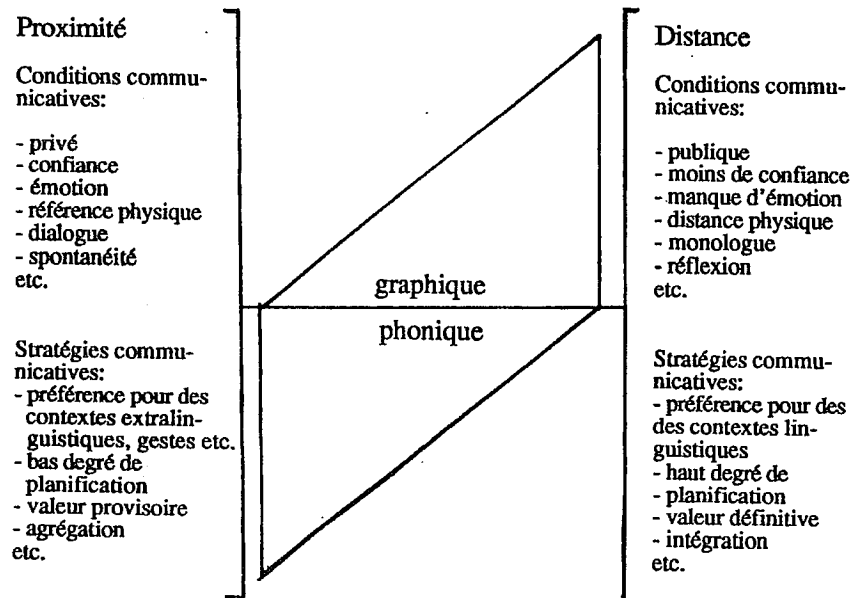 Proximité
Conditions commu-
nicatives:
- privé
- confiance
- émotion
- référence physique
- dialogue
- spontanéité
etc.
Stratégies commu-
nicatives:
- préférence pour des
contextes extralin-
guistiques, gestes etc.
- bas degré de
planification
- valeur provisoire
- agrégation
etc.
graphique
phonique
Distance
Conditions commu-
nicatives:
- publique
- moins de confiance
- manque d'émotion
- distance physique
- monologue
- réflexion
etc.
Stratégies commu-
nicatives:
- préférence pour des
des contextes lin-
guistiques
- haut degré de
- planification
- valeur définitive
- intégration
etc.